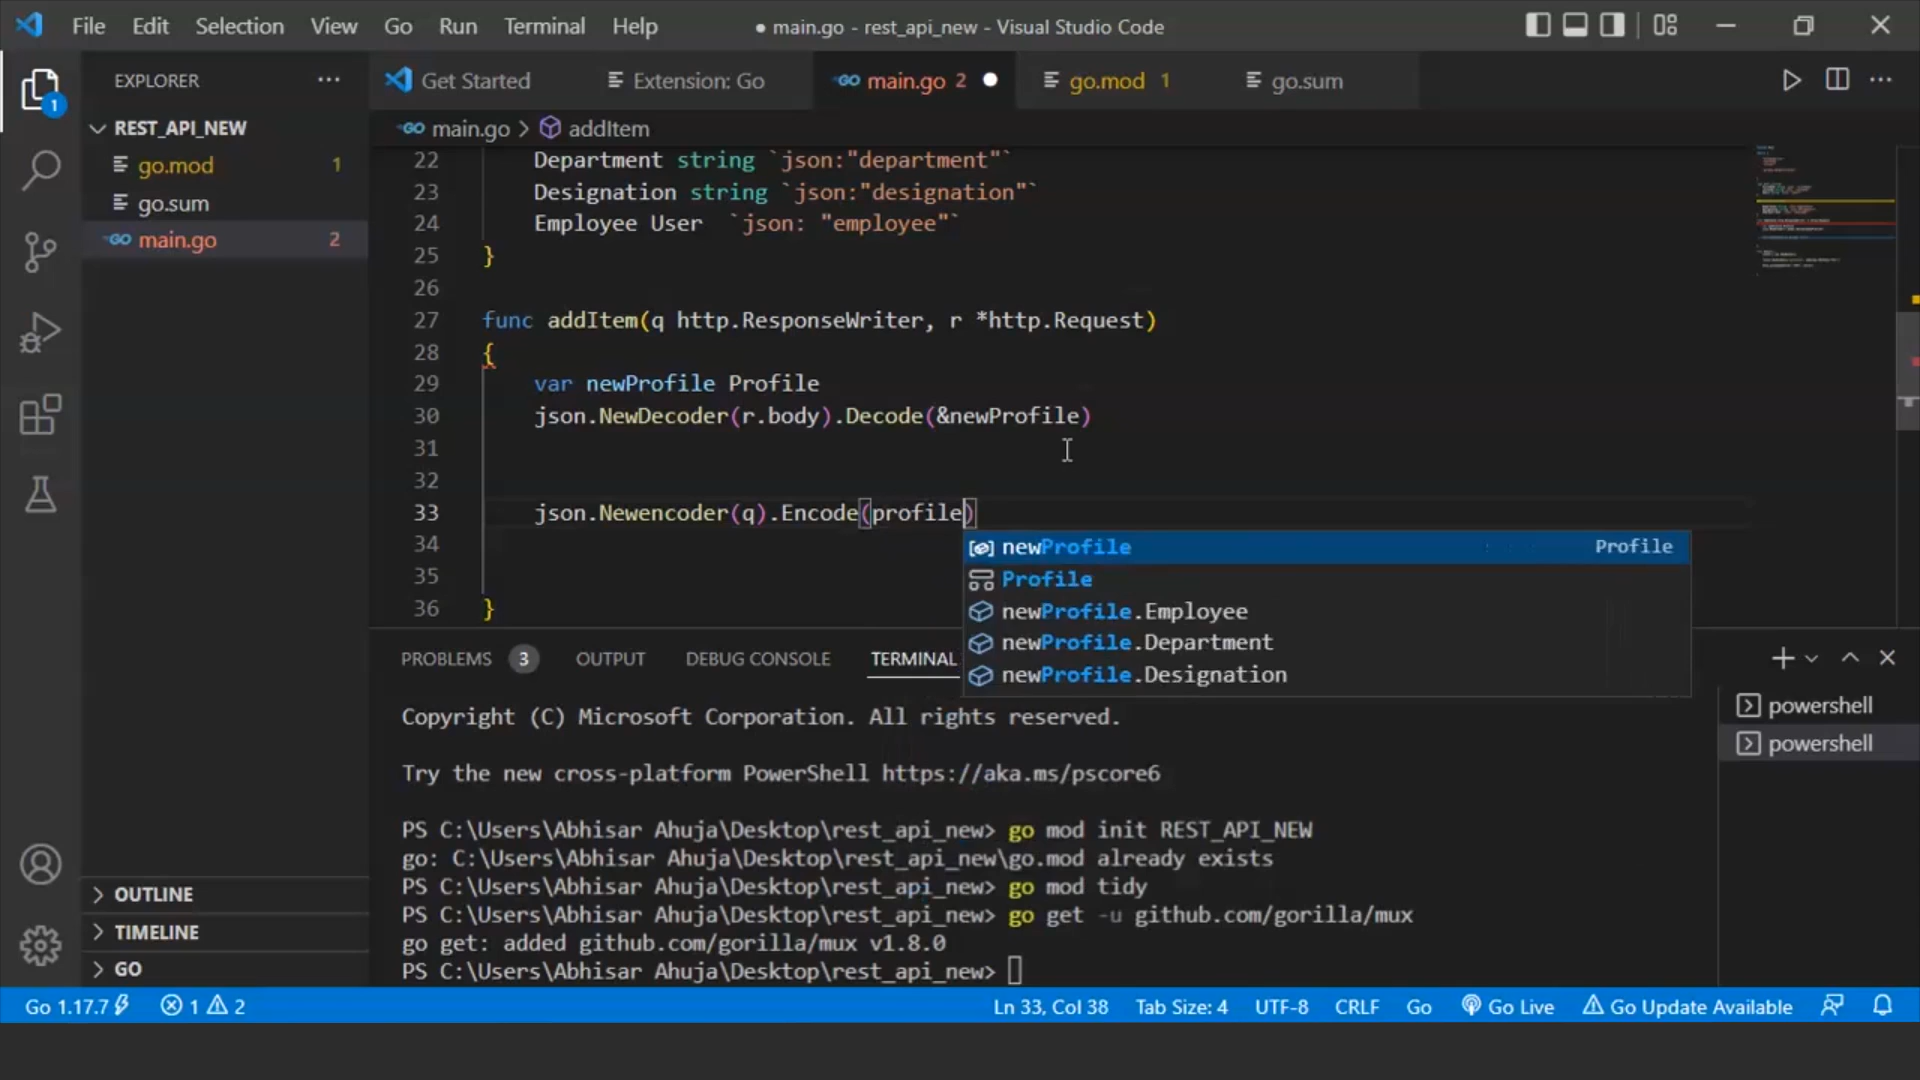 File Edit Selection View Go Run Terminal Help ● main.go - rest_api_new - Visual Studio Code
EXPLORER ···
Get Started Extension: Go main.go 2 go.mod 1 go.sum
REST_API_NEW
go.mod 1
go.sum
main.go 2
main.go > addItem
22 Department string `json:"department"`
23 Designation string `json:"designation"`
24 Employee User `json: "employee"`
25 }
26
27 func addItem(q http.ResponseWriter, r *http.Request)
28 {
29 var newProfile Profile
30 json.NewDecoder(r.body).Decode(&newProfile)
31
32
33 json.Newencoder(q).Encode(profile)
34
35
36 }
newProfile Profile
Profile
newProfile.Employee
newProfile.Department
newProfile.Designation
PROBLEMS 3 OUTPUT DEBUG CONSOLE TERMINAL
powershell
powershell
Copyright (C) Microsoft Corporation. All rights reserved.
Try the new cross-platform PowerShell https://aka.ms/pscore6
PS C:\Users\Abhisar Ahuja\Desktop\rest_api_new> go mod init REST_API_NEW
go: C:\Users\Abhisar Ahuja\Desktop\rest_api_new\go.mod already exists
PS C:\Users\Abhisar Ahuja\Desktop\rest_api_new> go mod tidy
PS C:\Users\Abhisar Ahuja\Desktop\rest_api_new> go get -u github.com/gorilla/mux
go get: added github.com/gorilla/mux v1.8.0
PS C:\Users\Abhisar Ahuja\Desktop\rest_api_new>
OUTLINE
TIMELINE
GO
1
Go 1.17.7 1 2 Ln 33, Col 38 Tab Size: 4 UTF-8 CRLF Go Go Live Go Update Available